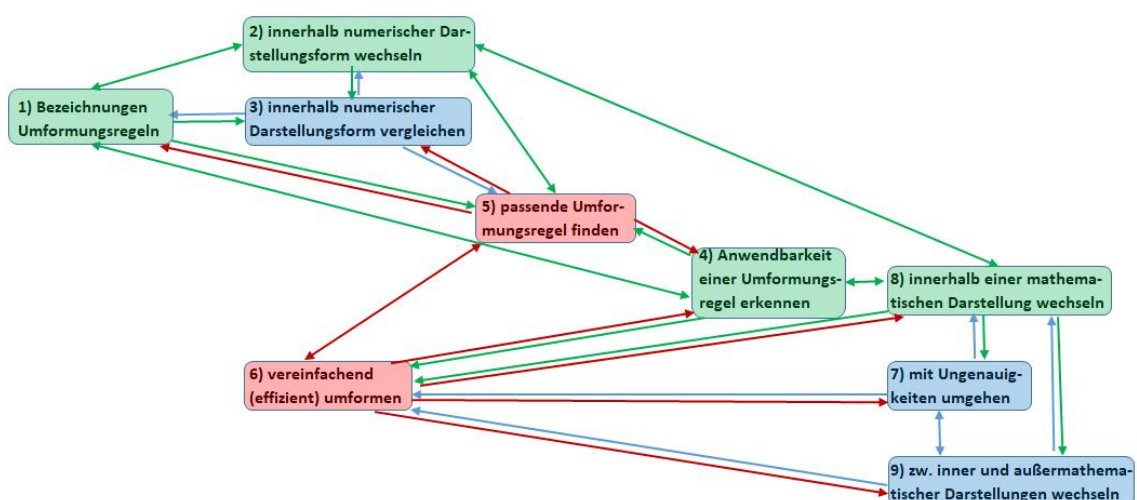 2) innerhalb numerischer Dar-
stellungsform wechseln
1) Bezeichnungen
Umformungsregeln
3) innerhalb numerischer
Darstellungsform vergleichen
5) passende Umfor-
mungsregel finden
4) Anwendbarkeit
einer Umformungs-
regel erkennen
8) innerhalb einer mathema-
tischen Darstellung wechseln
6) vereinfachend
(effizient) umformen
7) mit Ungenauig-
keiten umgehen
9) zw. inner und außermathema-
tischer Darstellungen wechseln